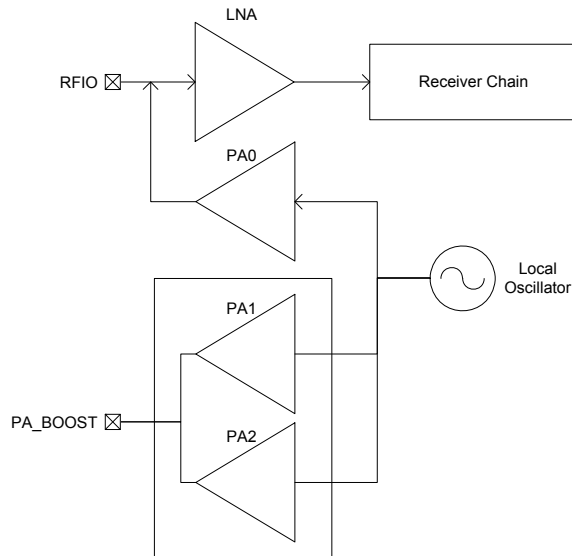 LNA
RFIO
Receiver Chain
PA0
Local
Oscillator
PA1
PA_BOOST
PA2